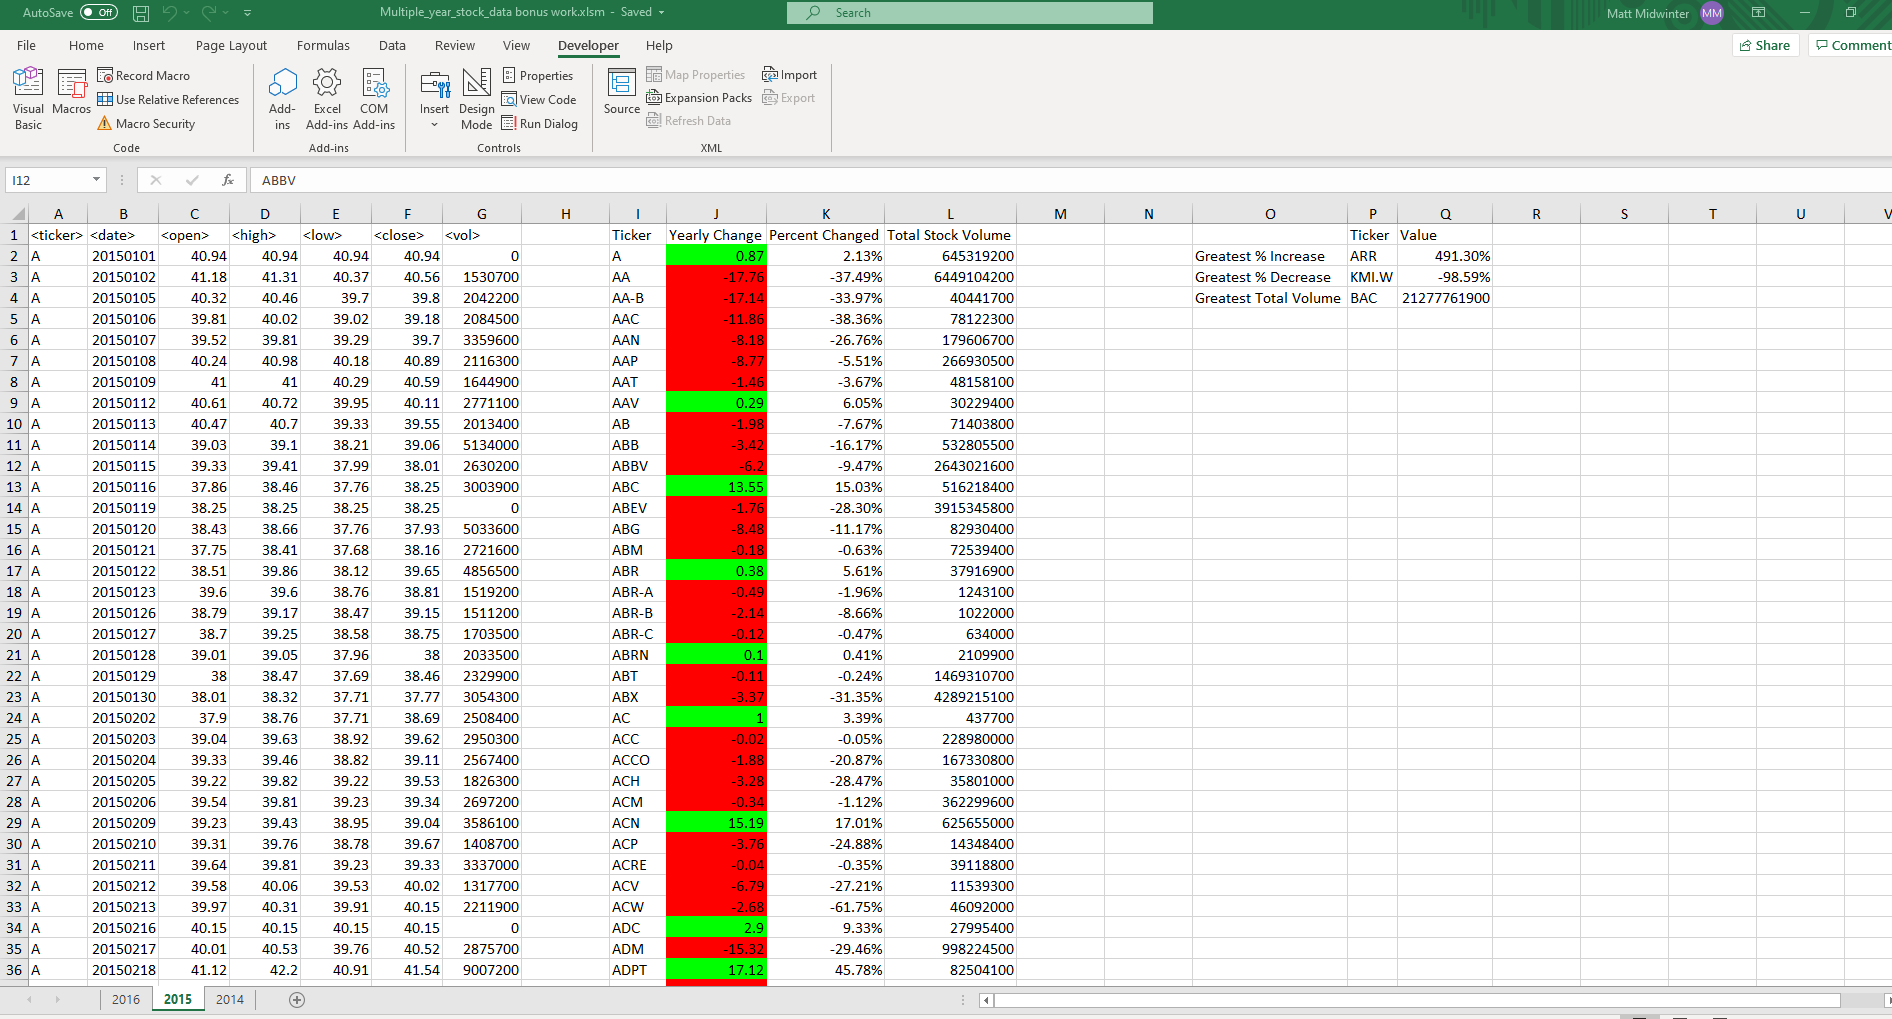 AutoSave Off Multiple_year_stock_data bonus work.xlsm - Saved Search Matt Midwinter MM
File Home Insert Page Layout Formulas Data Review View Developer Help Share Comment
Visual Basic Macros Record Macro Use Relative References Macro Security
Add-ins Excel Add-ins COM Add-ins
Insert Design Mode Properties View Code Run Dialog
Source Map Properties Expansion Packs Refresh Data Import Export
Code Add-ins Controls XML
I12 fx ABBV
A B C D E F G H I J K L M N O P Q R S T U V
1 <ticker> <date> <open> <high> <low> <close> <vol> Ticker Yearly Change Percent Changed Total Stock Volume Ticker Value
2 A 20150101 40.94 40.94 40.94 40.94 0 A 0.87 2.13% 645319200 Greatest % Increase ARR 491.30%
3 A 20150102 41.18 41.31 40.37 40.56 1530700 AA -17.76 -37.49% 6449104200 Greatest % Decrease KMI.W -98.59%
4 A 20150105 40.32 40.46 39.7 39.8 2042200 AA-B -17.14 -33.97% 40441700 Greatest Total Volume BAC 21277761900
5 A 20150106 39.81 40.02 39.02 39.18 2084500 AAC -11.86 -38.36% 78122300
6 A 20150107 39.52 39.81 39.29 39.7 3359600 AAN -8.18 -26.76% 179606700
7 A 20150108 40.24 40.98 40.18 40.89 2116300 AAP -8.77 -5.51% 266930500
8 A 20150109 41 41 40.29 40.59 1644900 AAT -1.46 -3.67% 48158100
9 A 20150112 40.61 40.72 39.95 40.11 2771100 AAV 0.29 6.05% 30229400
10 A 20150113 40.47 40.7 39.33 39.55 2013400 AB -1.98 -7.67% 71403800
11 A 20150114 39.03 39.1 38.21 39.06 5134000 ABB -3.42 -16.17% 532805500
12 A 20150115 39.33 39.41 37.99 38.01 2630200 ABBV -6.2 -9.47% 2643021600
13 A 20150116 37.86 38.46 37.76 38.25 3003900 ABC 13.55 15.03% 516218400
14 A 20150119 38.25 38.25 38.25 38.25 0 ABEV -1.76 -28.30% 3915345800
15 A 20150120 38.43 38.66 37.76 37.93 5033600 ABG -8.48 -11.17% 82930400
16 A 20150121 37.75 38.41 37.68 38.16 2721600 ABM -0.18 -0.63% 72539400
17 A 20150122 38.51 39.86 38.12 39.65 4856500 ABR 0.38 5.61% 37916900
18 A 20150123 39.6 39.6 38.76 38.81 1519200 ABR-A -0.49 -1.96% 1243100
19 A 20150126 38.79 39.17 38.47 39.15 1511200 ABR-B -2.14 -8.66% 1022000
20 A 20150127 38.7 39.25 38.58 38.75 1703500 ABR-C -0.12 -0.47% 634000
21 A 20150128 39.01 39.05 37.96 38 2033500 ABRN 0.1 0.41% 2109900
22 A 20150129 38 38.47 37.69 38.46 2329900 ABT -0.11 -0.24% 1469310700
23 A 20150130 38.01 38.32 37.71 37.77 3054300 ABX -3.37 -31.35% 4289215100
24 A 20150202 37.9 38.76 37.71 38.69 2508400 AC 1 3.39% 437700
25 A 20150203 39.04 39.63 38.92 39.62 2950300 ACC -0.02 -0.05% 228980000
26 A 20150204 39.33 39.46 38.82 39.11 2567400 ACCO -1.88 -20.87% 167330800
27 A 20150205 39.22 39.82 39.22 39.53 1826300 ACH -3.28 -28.47% 35801000
28 A 20150206 39.54 39.81 39.23 39.34 2697200 ACM -0.34 -1.12% 362299600
29 A 20150209 39.23 39.43 38.95 39.04 3586100 ACN 15.19 17.01% 625655000
30 A 20150210 39.31 39.76 38.78 39.67 1408700 ACP -3.76 -24.88% 14348400
31 A 20150211 39.64 39.81 39.23 39.33 3337000 ACRE -0.04 -0.35% 39118800
32 A 20150212 39.58 40.06 39.53 40.02 1317700 ACV -6.79 -27.21% 11539300
33 A 20150213 39.97 40.31 39.91 40.15 2211900 ACW -2.68 -61.75% 46092000
34 A 20150216 40.15 40.15 40.15 40.15 0 ADC 2.9 9.33% 27995400
35 A 20150217 40.01 40.53 39.76 40.52 2875700 ADM -15.32 -29.46% 998224500
36 A 20150218 41.12 42.2 40.91 41.54 9007200 ADPT 17.12 45.78% 82504100
2016 2015 2014